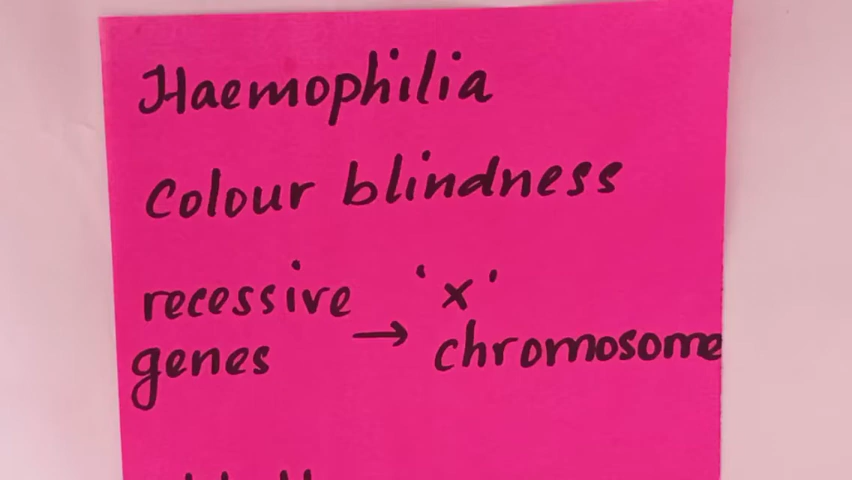 Haemophilia
Colour blindness
recessive
genes → 'x'
chromosome